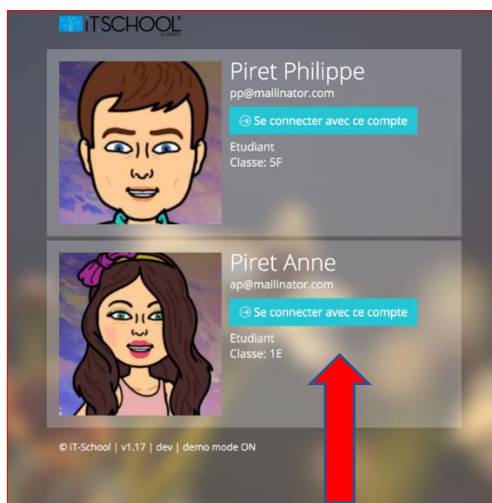 iTSCHOOL
Piret Philippe
pp@mailinator.com
Se connecter avec ce compte
Etudiant
Classe: 5F
Piret Anne
ap@mailinator.com
Se connecter avec ce compte
Etudiant
Classe: 1E
© IT-School | v1.17 | dev | demo mode ON